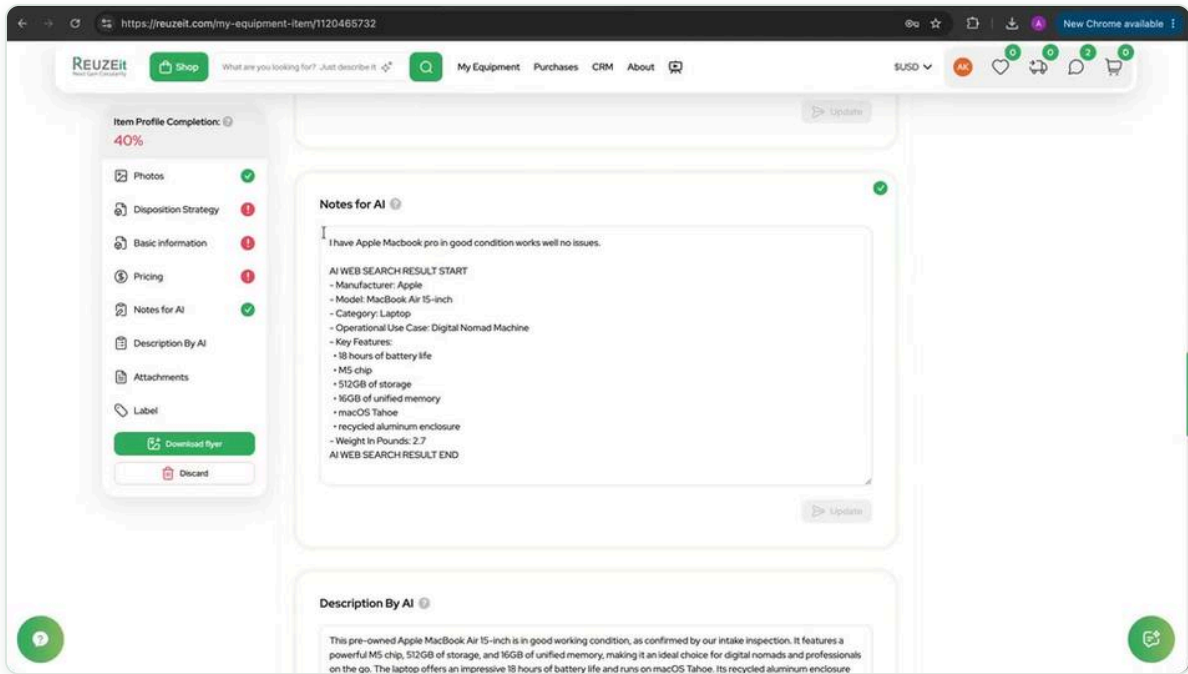 https://reuzeit.com/my-equipment-item/1120465732
New Chrome available
REUZEit
Next Gen Circularity
Shop
What are you looking for? Just describe it
My Equipment Purchases CRM About
$USD
AK
0 0 2 0
Item Profile Completion:
40%
Update
Photos
Disposition Strategy
Basic information
Pricing
Notes for AI
Description By AI
Attachments
Label
Download flyer
Discard
Notes for AI
I have Apple Macbook pro in good condition works well no issues.
AI WEB SEARCH RESULT START
- Manufacturer: Apple
- Model: MacBook Air 15-inch
- Category: Laptop
- Operational Use Case: Digital Nomad Machine
- Key Features:
• 18 hours of battery life
• M5 chip
• 512GB of storage
• 16GB of unified memory
• macOS Tahoe
• recycled aluminum enclosure
- Weight In Pounds: 2.7
AI WEB SEARCH RESULT END
Update
Description By AI
This pre-owned Apple MacBook Air 15-inch is in good working condition, as confirmed by our intake inspection. It features a
powerful M5 chip, 512GB of storage, and 16GB of unified memory, making it an ideal choice for digital nomads and professionals
on the go. The laptop offers an impressive 18 hours of battery life and runs on macOS Tahoe. Its recycled aluminum enclosure